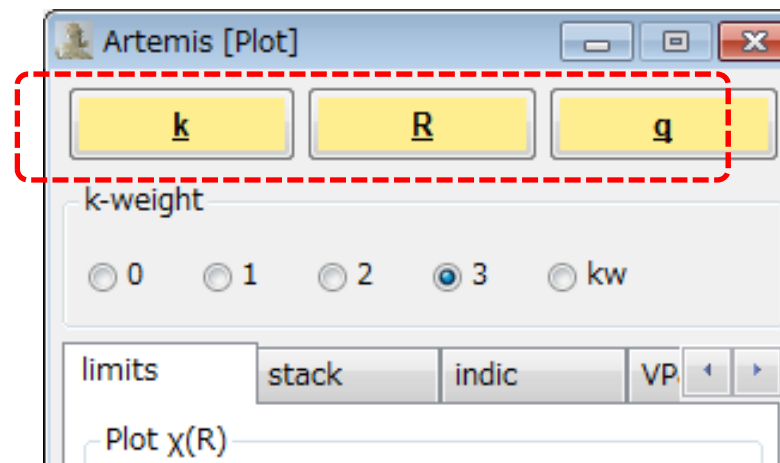 Artemis [Plot]
k R q
k-weight
0 1 2 3 kw
limits stack indic
Plot χ(R)